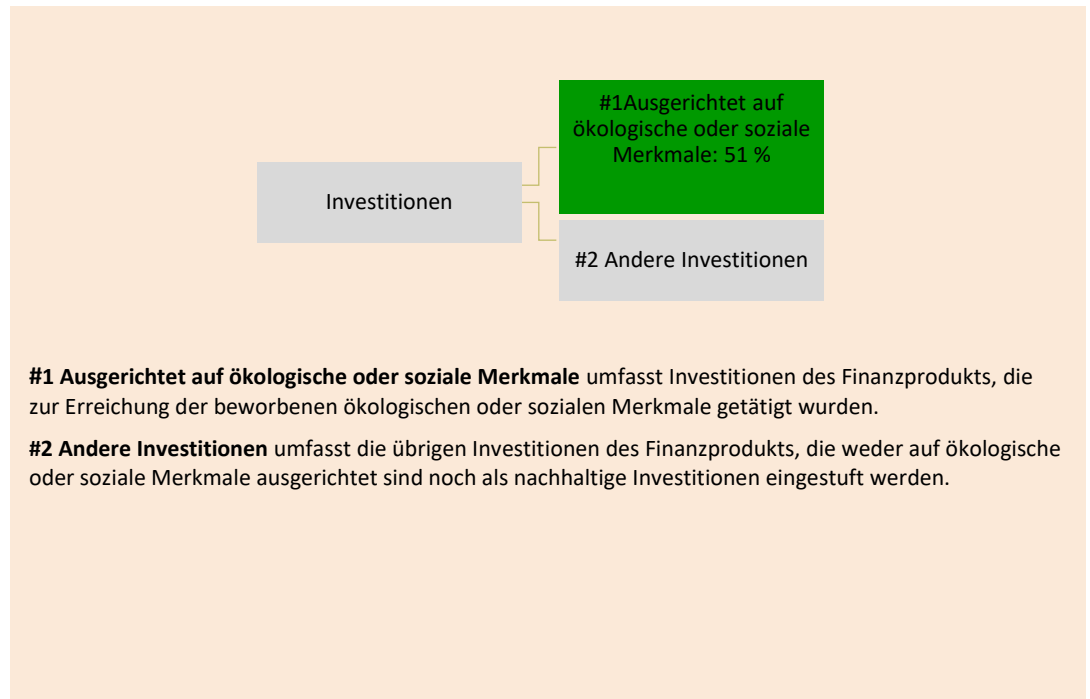 #1Ausgerichtet auf
ökologische oder soziale
Merkmale: 51 %
Investitionen
#2 Andere Investitionen
#1 Ausgerichtet auf ökologische oder soziale Merkmale umfasst Investitionen des Finanzprodukts, die
zur Erreichung der beworbenen ökologischen oder sozialen Merkmale getätigt wurden.
#2 Andere Investitionen umfasst die übrigen Investitionen des Finanzprodukts, die weder auf ökologische
oder soziale Merkmale ausgerichtet sind noch als nachhaltige Investitionen eingestuft werden.